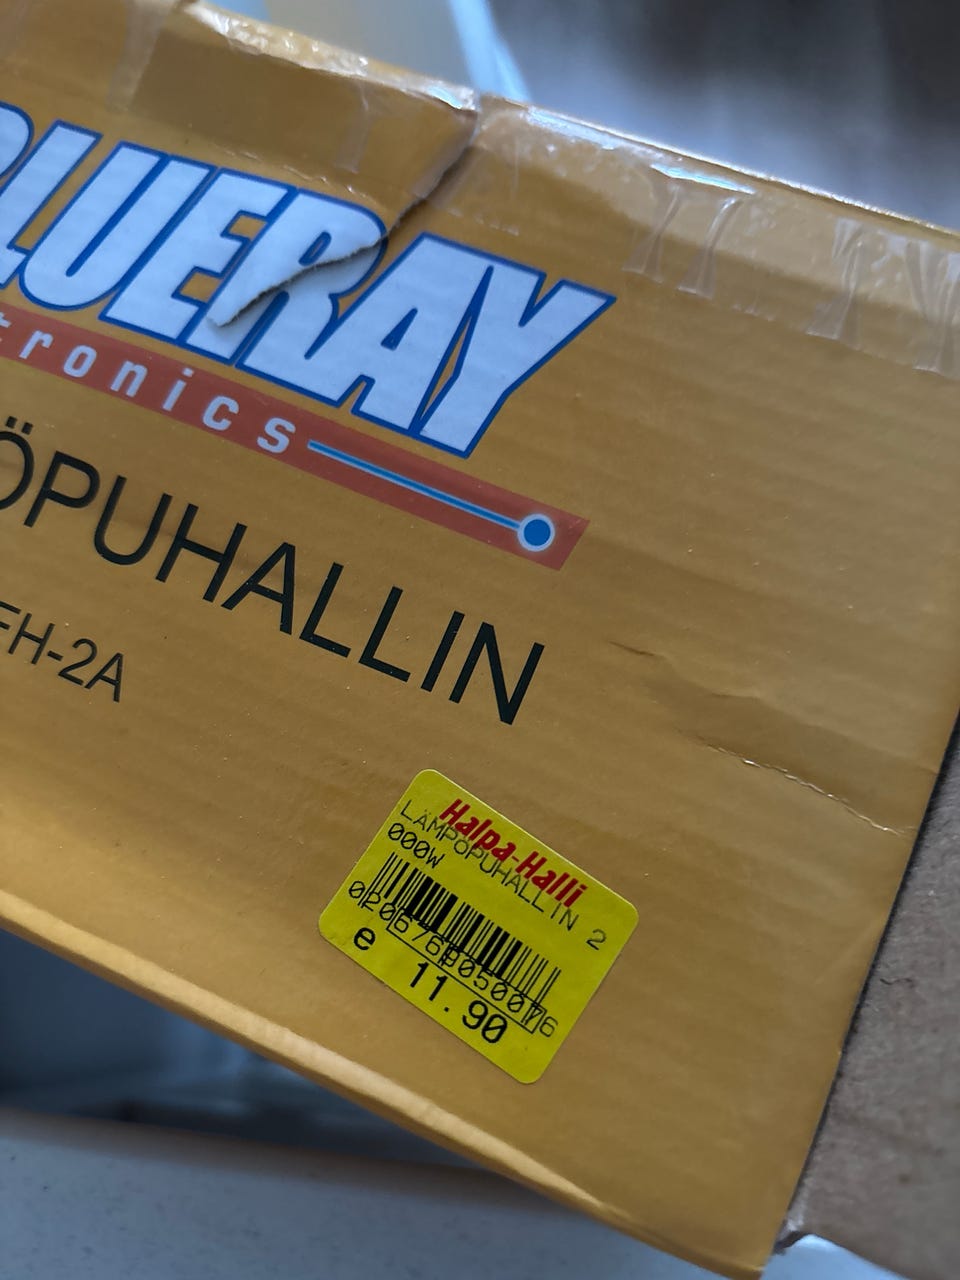 LUERAY
tronics
ÖPUHALLIN
FH-2A
Halpa-Halli
LÄMPÖPUHALLIN 2
000W
e 11.90